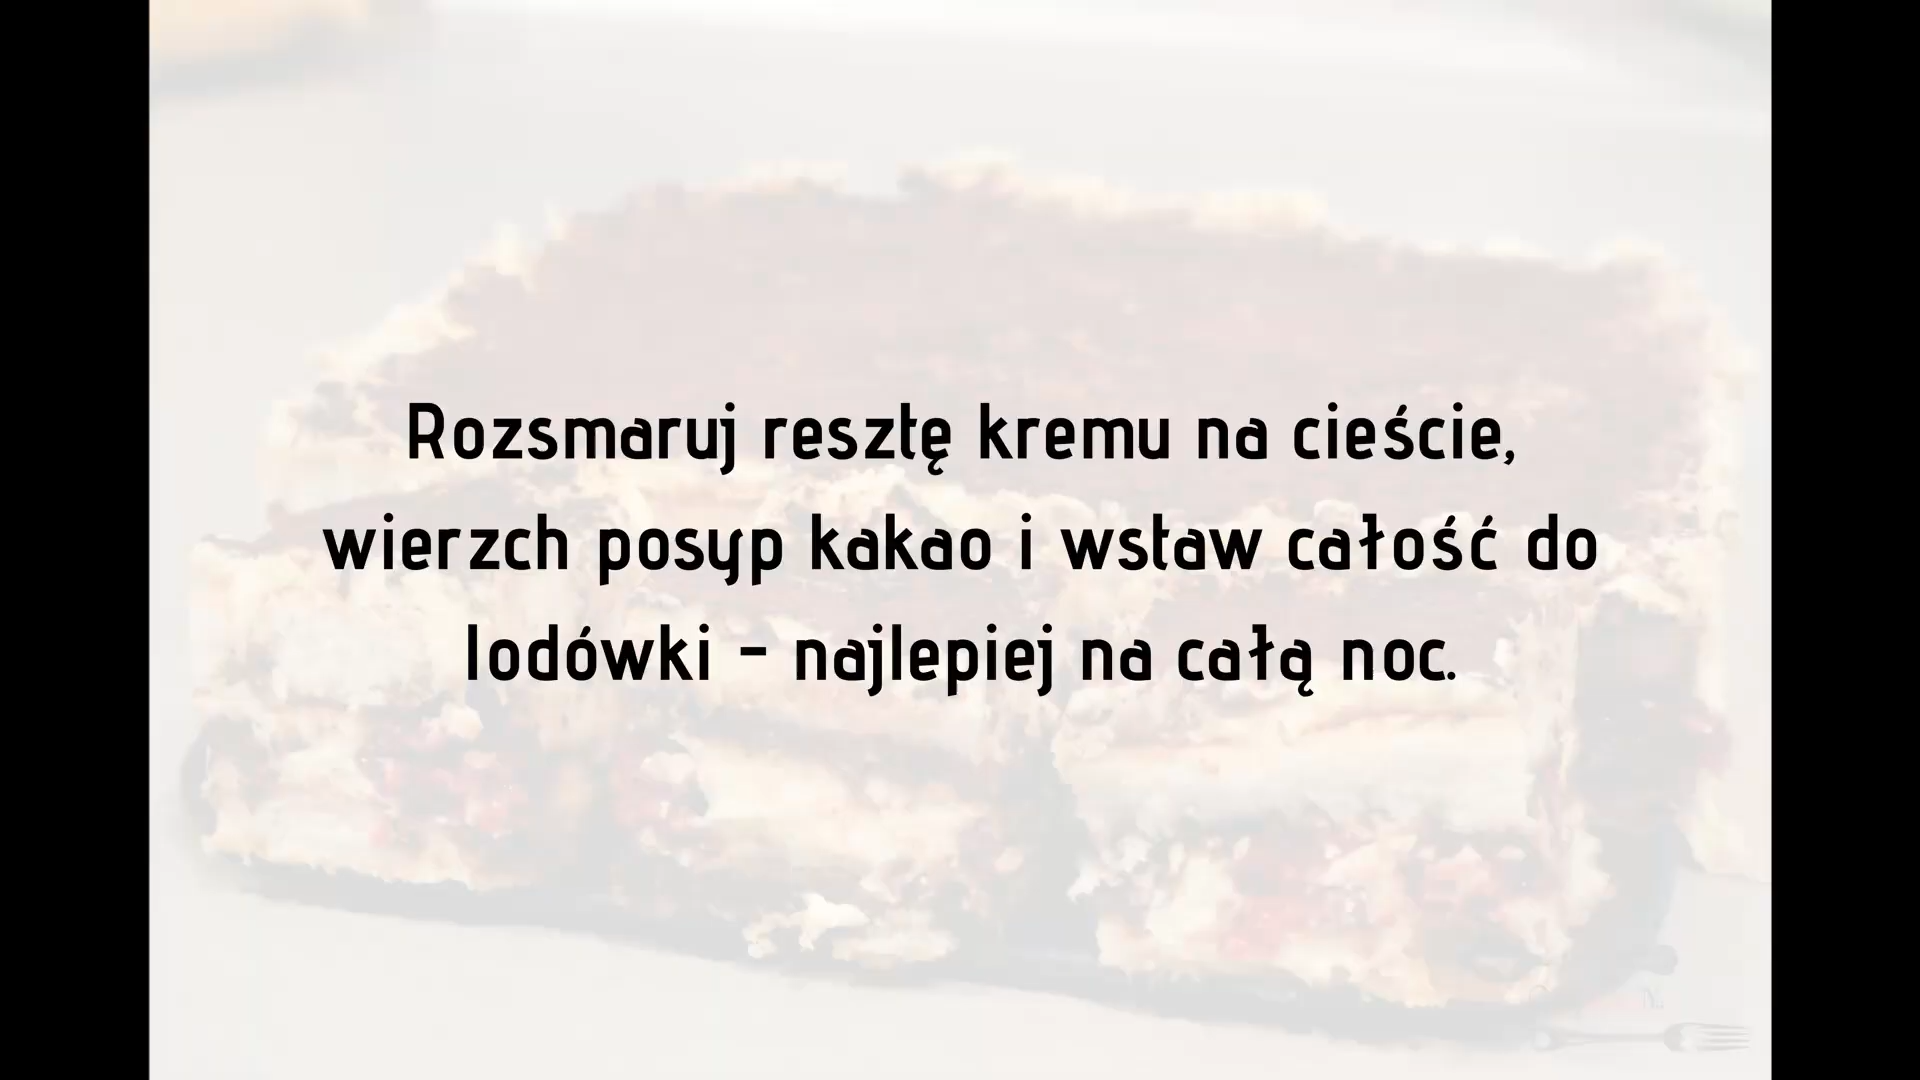 Rozsmaruj resztę kremu na cieście,
wierzch posyp kakao i wstaw całość do
lodówki - najlepiej na całą noc.